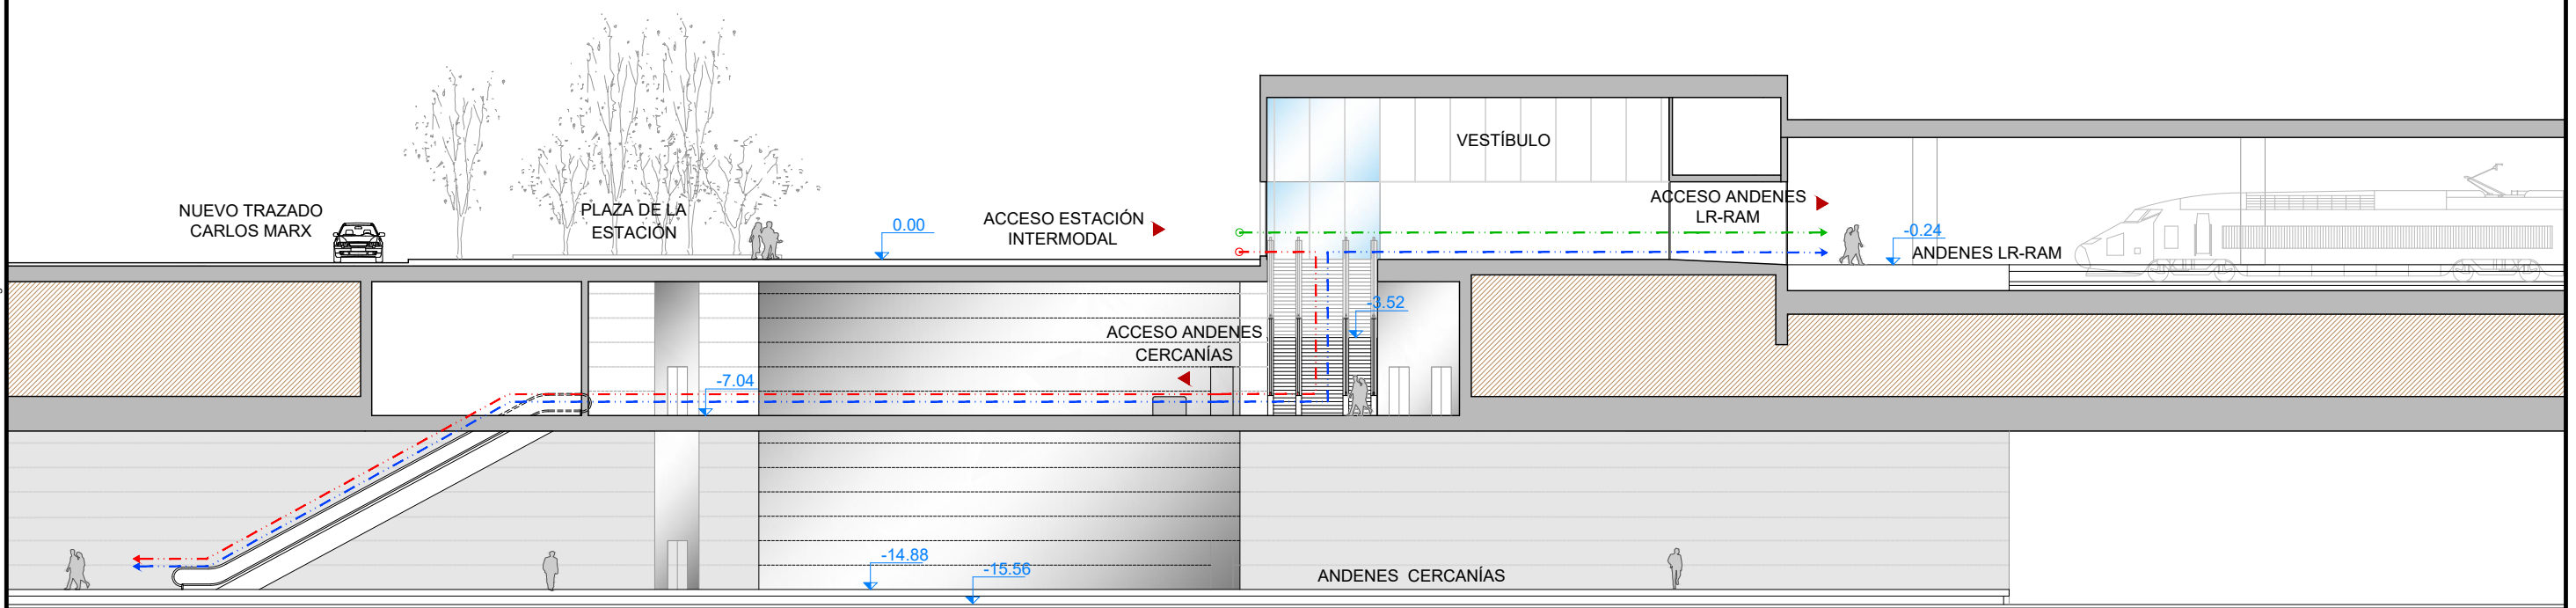 VESTÍBULO
NUEVO TRAZADO
CARLOS MARX
PLAZA DE LA
ESTACIÓN
0.00
ACCESO ESTACIÓN
INTERMODAL
ACCESO ANDENES
LR-RAM
-0.24
ANDENES LR-RAM
-3.52
ACCESO ANDENES
CERCANÍAS
-7.04
-14.88
-15.56
ANDENES CERCANÍAS